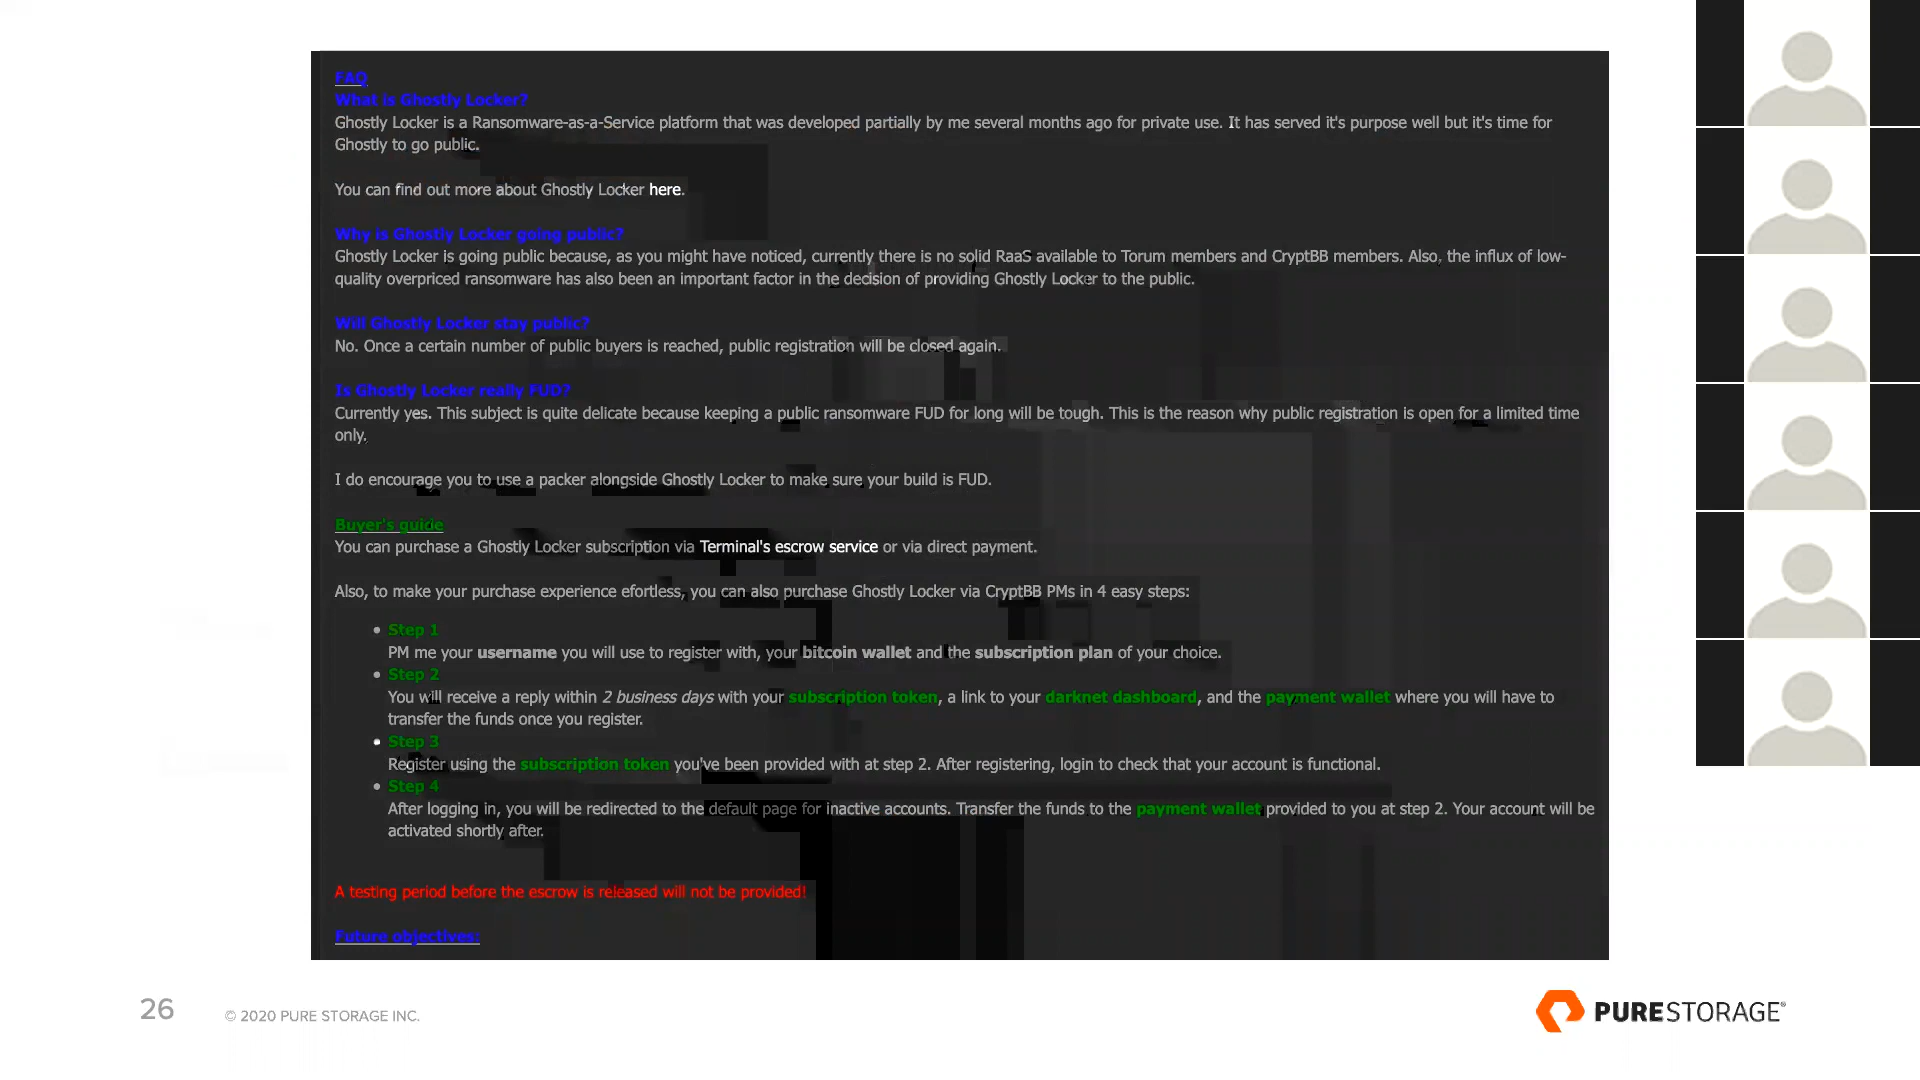 FAQ
What is Ghostly Locker?
Ghostly Locker is a Ransomware-as-a-Service platform that was developed partially by me several months ago for private use. It has served it's purpose well but it's time for
Ghostly to go public.
You can find out more about Ghostly Locker here.
Why is Ghostly Locker going public?
Ghostly Locker is going public because, as you might have noticed, currently there is no solid RaaS available to Torum members and CryptBB members. Also, the influx of low-
quality overpriced ransomware has also been an important factor in the decision of providing Ghostly Locker to the public.
Will Ghostly Locker stay public?
No. Once a certain number of public buyers is reached, public registration will be closed again.
Is Ghostly Locker really FUD?
Currently yes. This subject is quite delicate because keeping a public ransomware FUD for long will be tough. This is the reason why public registration is open for a limited time
only.
I do encourage you to use a packer alongside Ghostly Locker to make sure your build is FUD.
Buyer's guide
You can purchase a Ghostly Locker subscription via Terminal's escrow service or via direct payment.
Also, to make your purchase experience efortless, you can also purchase Ghostly Locker via CryptBB PMs in 4 easy steps:
• Step 1
PM me your username you will use to register with, your bitcoin wallet and the subscription plan of your choice.
• Step 2
You will receive a reply within 2 business days with your subscription token, a link to your darknet dashboard, and the payment wallet where you will have to
transfer the funds once you register.
• Step 3
Register using the subscription token you've been provided with at step 2. After registering, login to check that your account is functional.
• Step 4
After logging in, you will be redirected to the default page for inactive accounts. Transfer the funds to the payment wallet provided to you at step 2. Your account will be
activated shortly after.
A testing period before the escrow is released will not be provided!
Future objectives:
26
© 2020 PURE STORAGE INC.
PURESTORAGE®